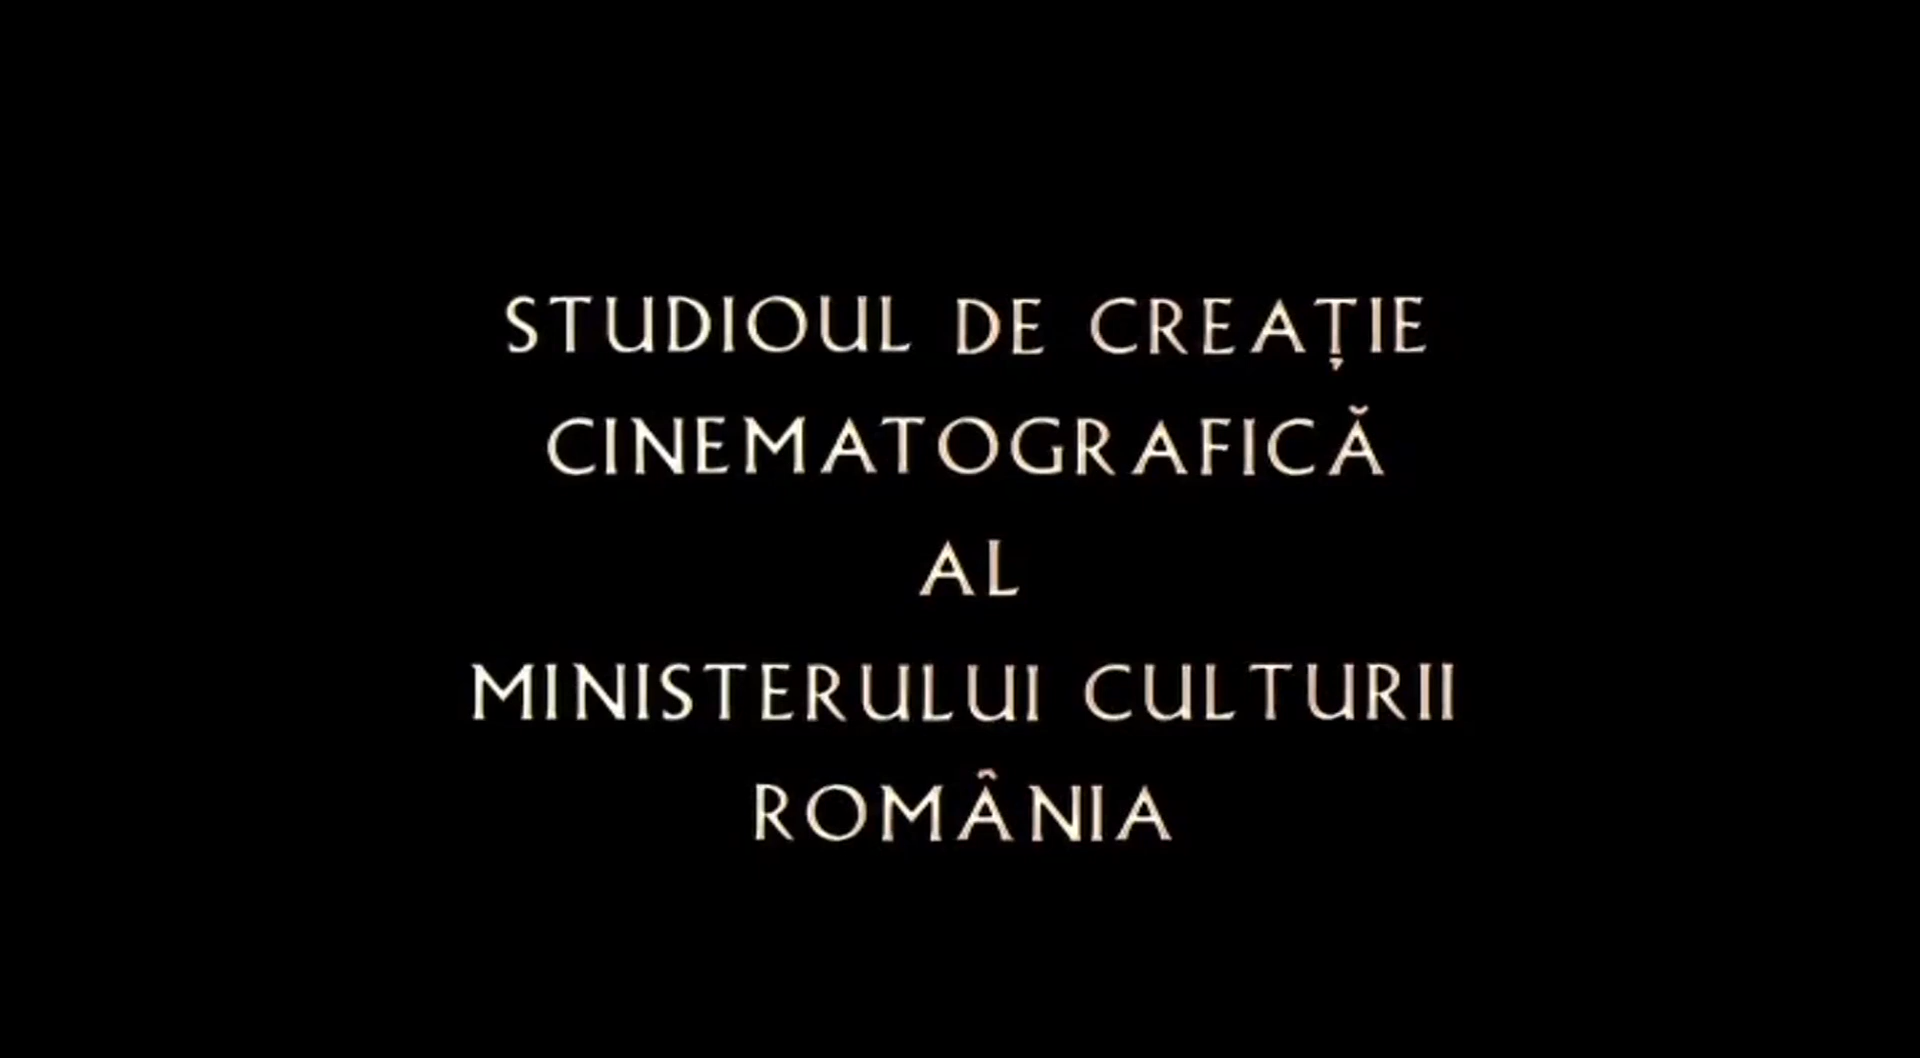 STUDIOUL DE CREAȚIE
CINEMATOGRAFICĂ
AL
MINISTERULUI CULTURII
ROMÂNIA